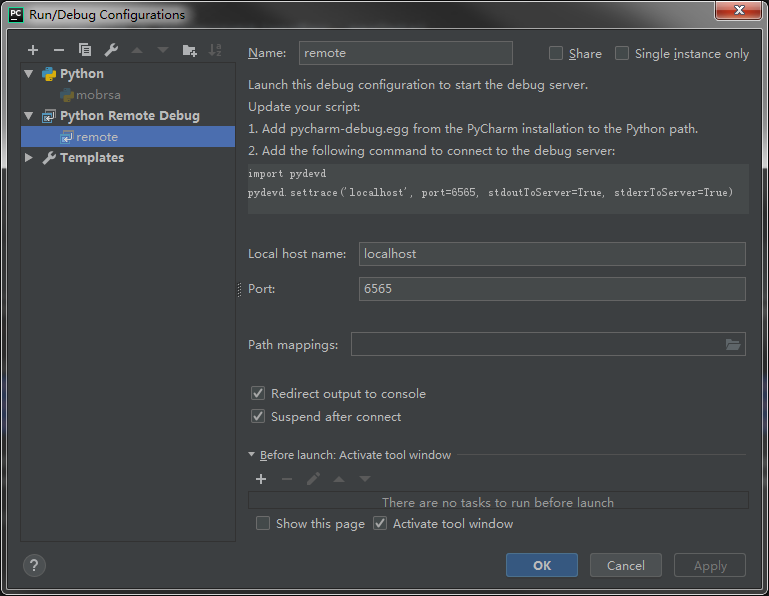 PC Run/Debug Configurations
Name: remote
Share
Single instance only
Python
mobrsa
Python Remote Debug
remote
Templates
Launch this debug configuration to start the debug server.
Update your script:
1. Add pycharm-debug.egg from the PyCharm installation to the Python path.
2. Add the following command to connect to the debug server:
import pydevd
pydevd.settrace('localhost', port=6565, stdoutToServer=True, stderrToServer=True)
Local host name: localhost
Port: 6565
Path mappings:
Redirect output to console
Suspend after connect
Before launch: Activate tool window
There are no tasks to run before launch
Show this page
Activate tool window
?
OK
Cancel
Apply